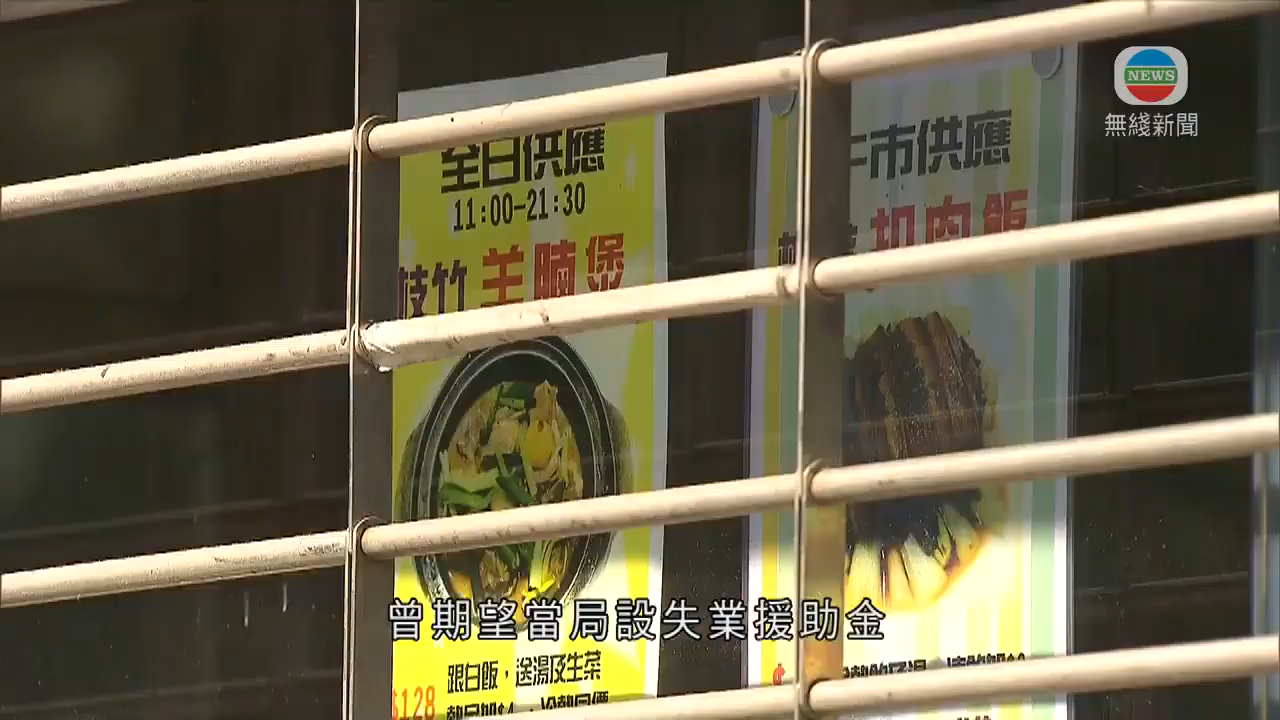 NEWS
無綫新聞
全日供應
11:00-21:30
枝竹羊腩煲
市供應
扣肉飯
曾期望當局設失業援助金
跟白飯，送湯及生菜
$128